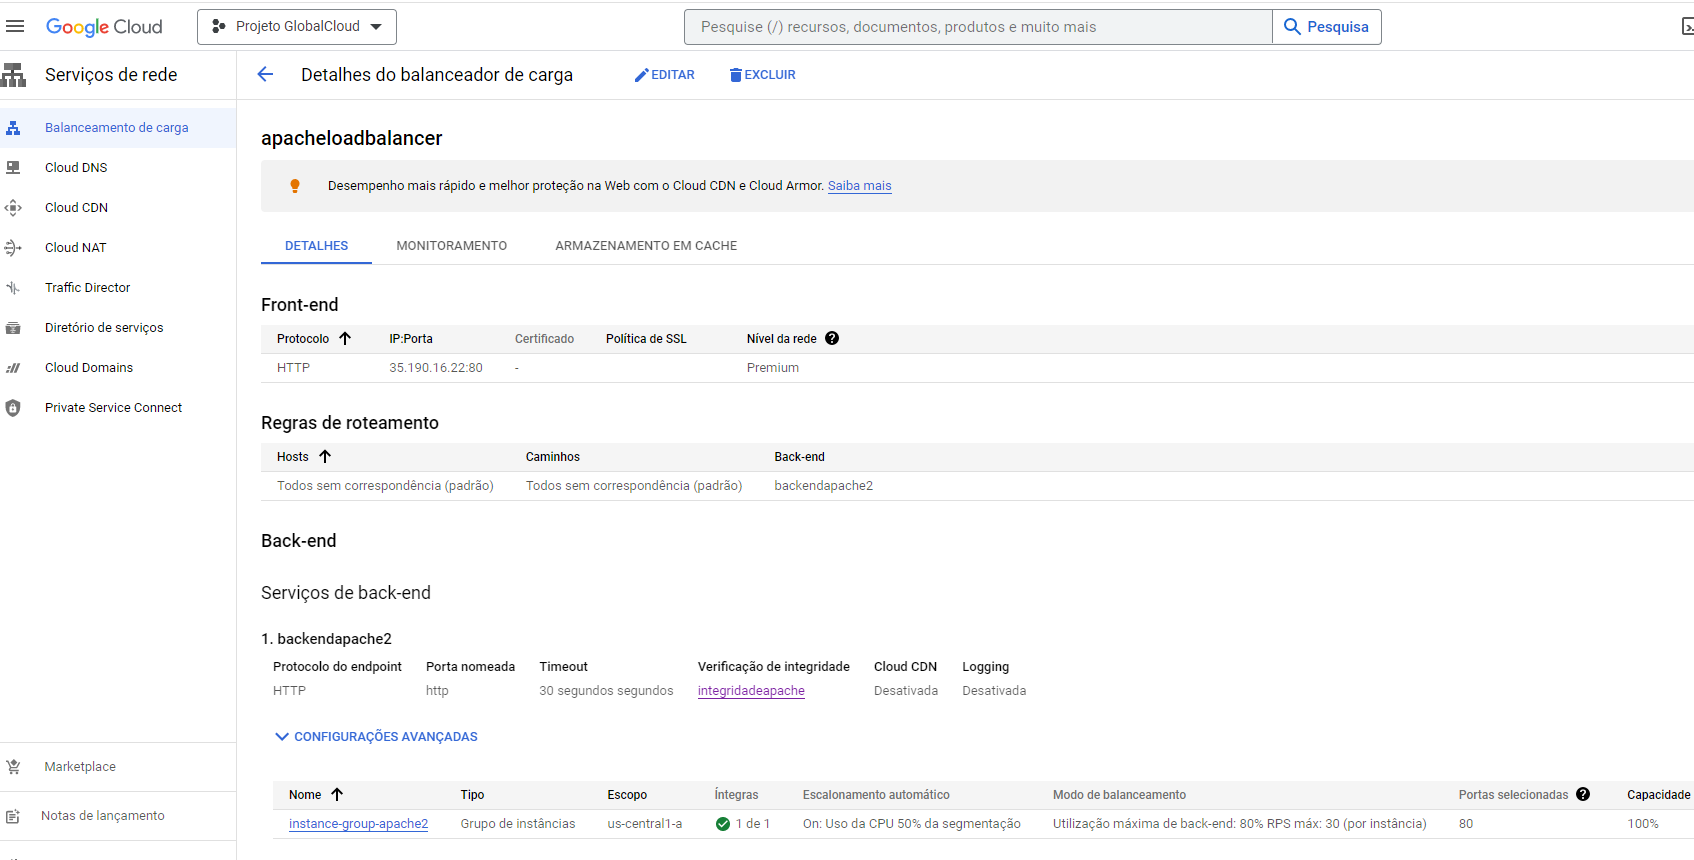 Google Cloud
Projeto GlobalCloud
Pesquise (/) recursos, documentos, produtos e muito mais
Pesquisa
Serviços de rede
Detalhes do balanceador de carga
EDITAR
EXCLUIR
Balanceamento de carga
Cloud DNS
Cloud CDN
Cloud NAT
Traffic Director
Diretório de serviços
Cloud Domains
Private Service Connect
Marketplace
Notas de lançamento
apacheloadbalancer
Desempenho mais rápido e melhor proteção na Web com o Cloud CDN e Cloud Armor. Saiba mais
DETALHES MONITORAMENTO ARMAZENAMENTO EM CACHE
Front-end
Protocolo IP:Porta Certificado Política de SSL Nível da rede
HTTP 35.190.16.22:80 - Premium
Regras de roteamento
Hosts Caminhos Back-end
Todos sem correspondência (padrão) Todos sem correspondência (padrão) backendapache2
Back-end
Serviços de back-end
1. backendapache2
Protocolo do endpoint Porta nomeada Timeout Verificação de integridade Cloud CDN Logging
HTTP http 30 segundos segundos integridadeapache Desativada Desativada
CONFIGURAÇÕES AVANÇADAS
Nome Tipo Escopo Íntegras Escalonamento automático Modo de balanceamento Portas selecionadas Capacidade
instance-group-apache2 Grupo de instâncias us-central1-a 1 de 1 On: Uso da CPU 50% da segmentação Utilização máxima de back-end: 80% RPS máx: 30 (por instância) 80 100%